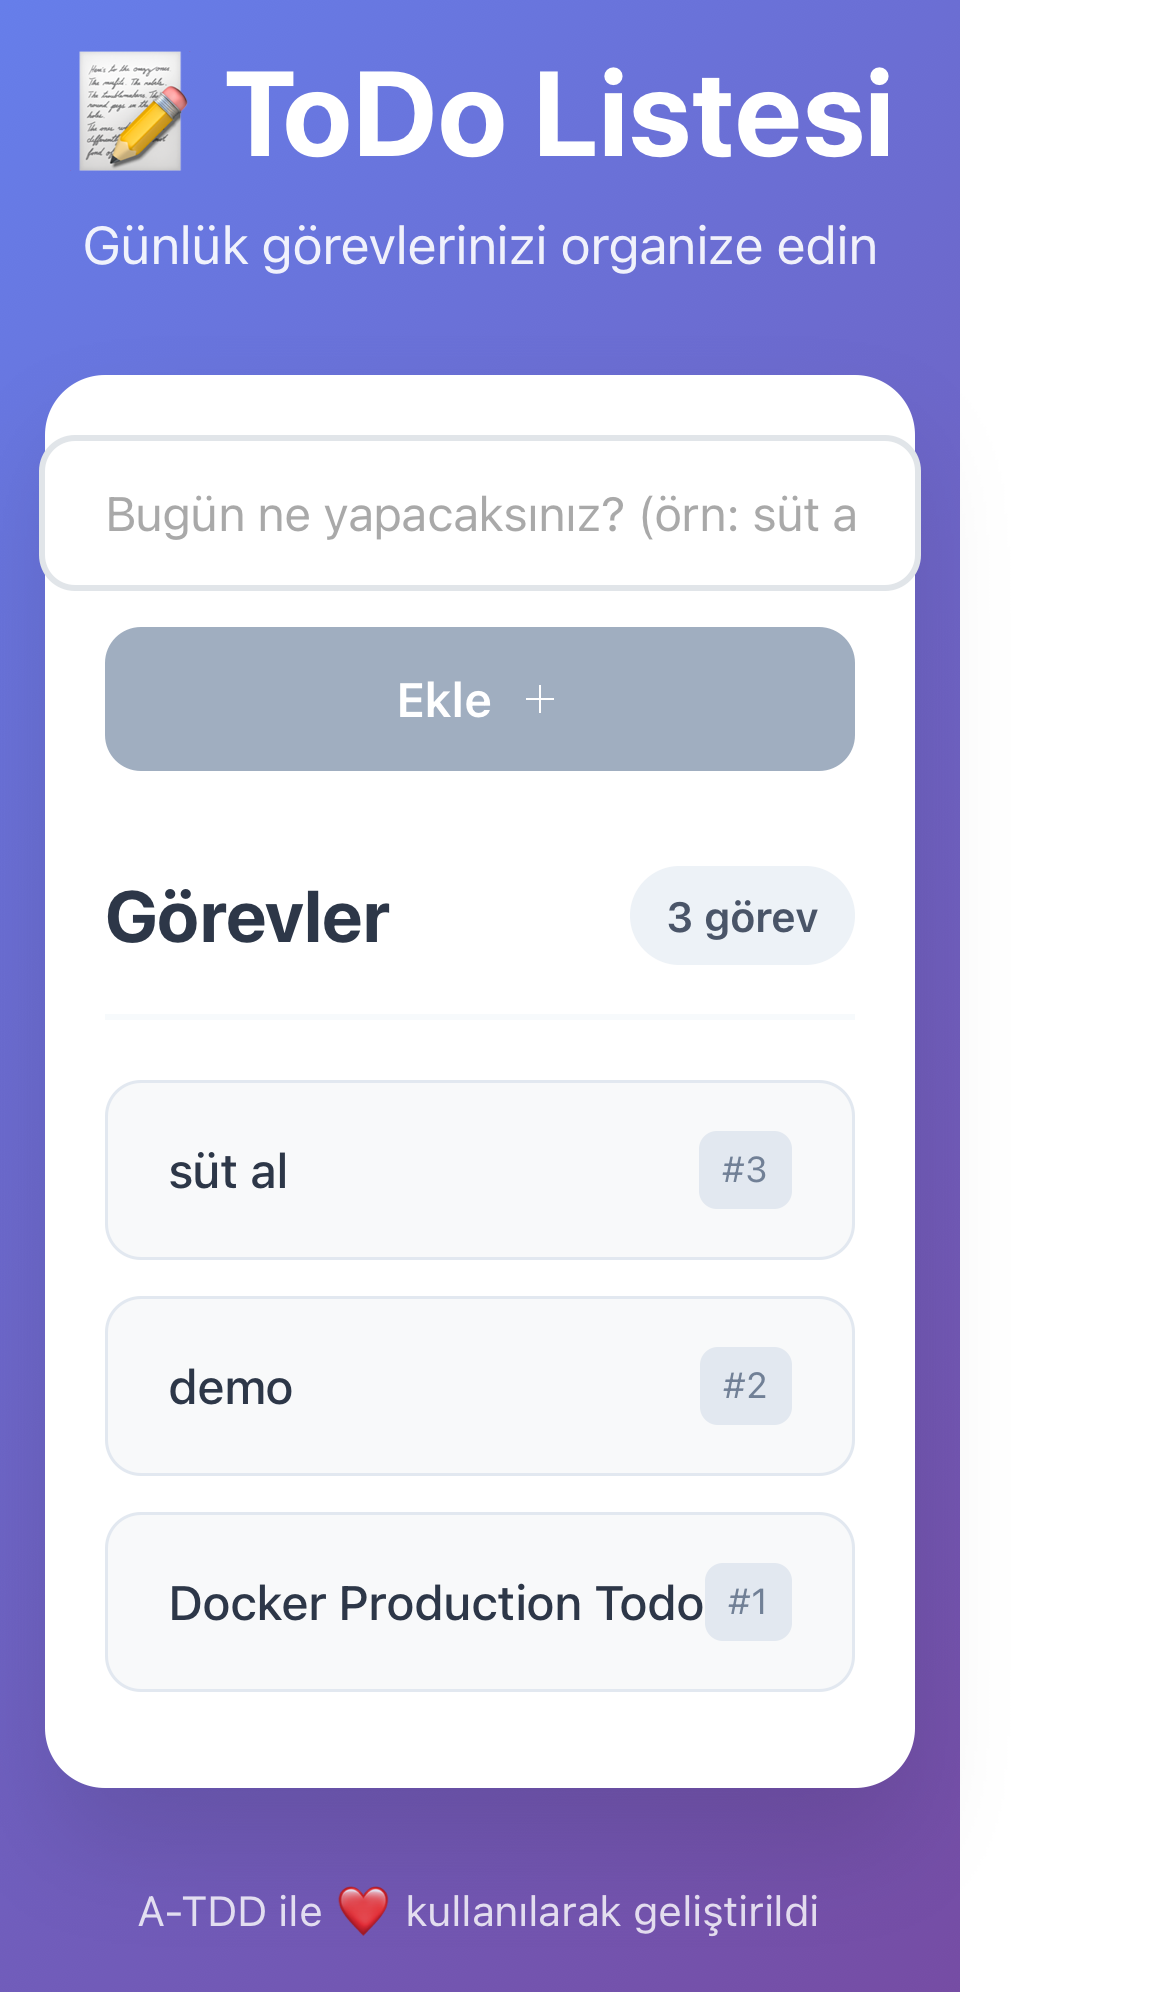 ToDo Listesi
Günlük görevlerinizi organize edin
Bugün ne yapacaksınız? (örn: süt a
Ekle +
Görevler
3 görev
süt al
#3
demo
#2
Docker Production Todo
#1
A-TDD ile ❤️ kullanılarak geliştirildi